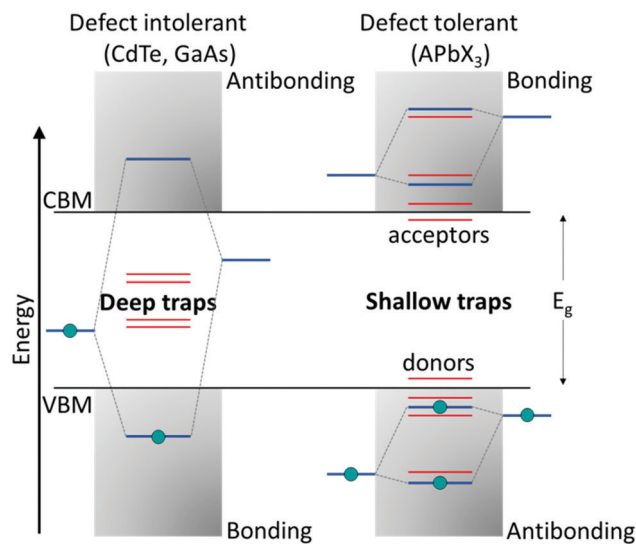 Defect intolerant
(CdTe, GaAs)
Defect tolerant
(APbX₃)
Antibonding
Bonding
CBM
acceptors
Deep traps
Shallow traps
E₉
Energy
donors
VBM
Bonding
Antibonding